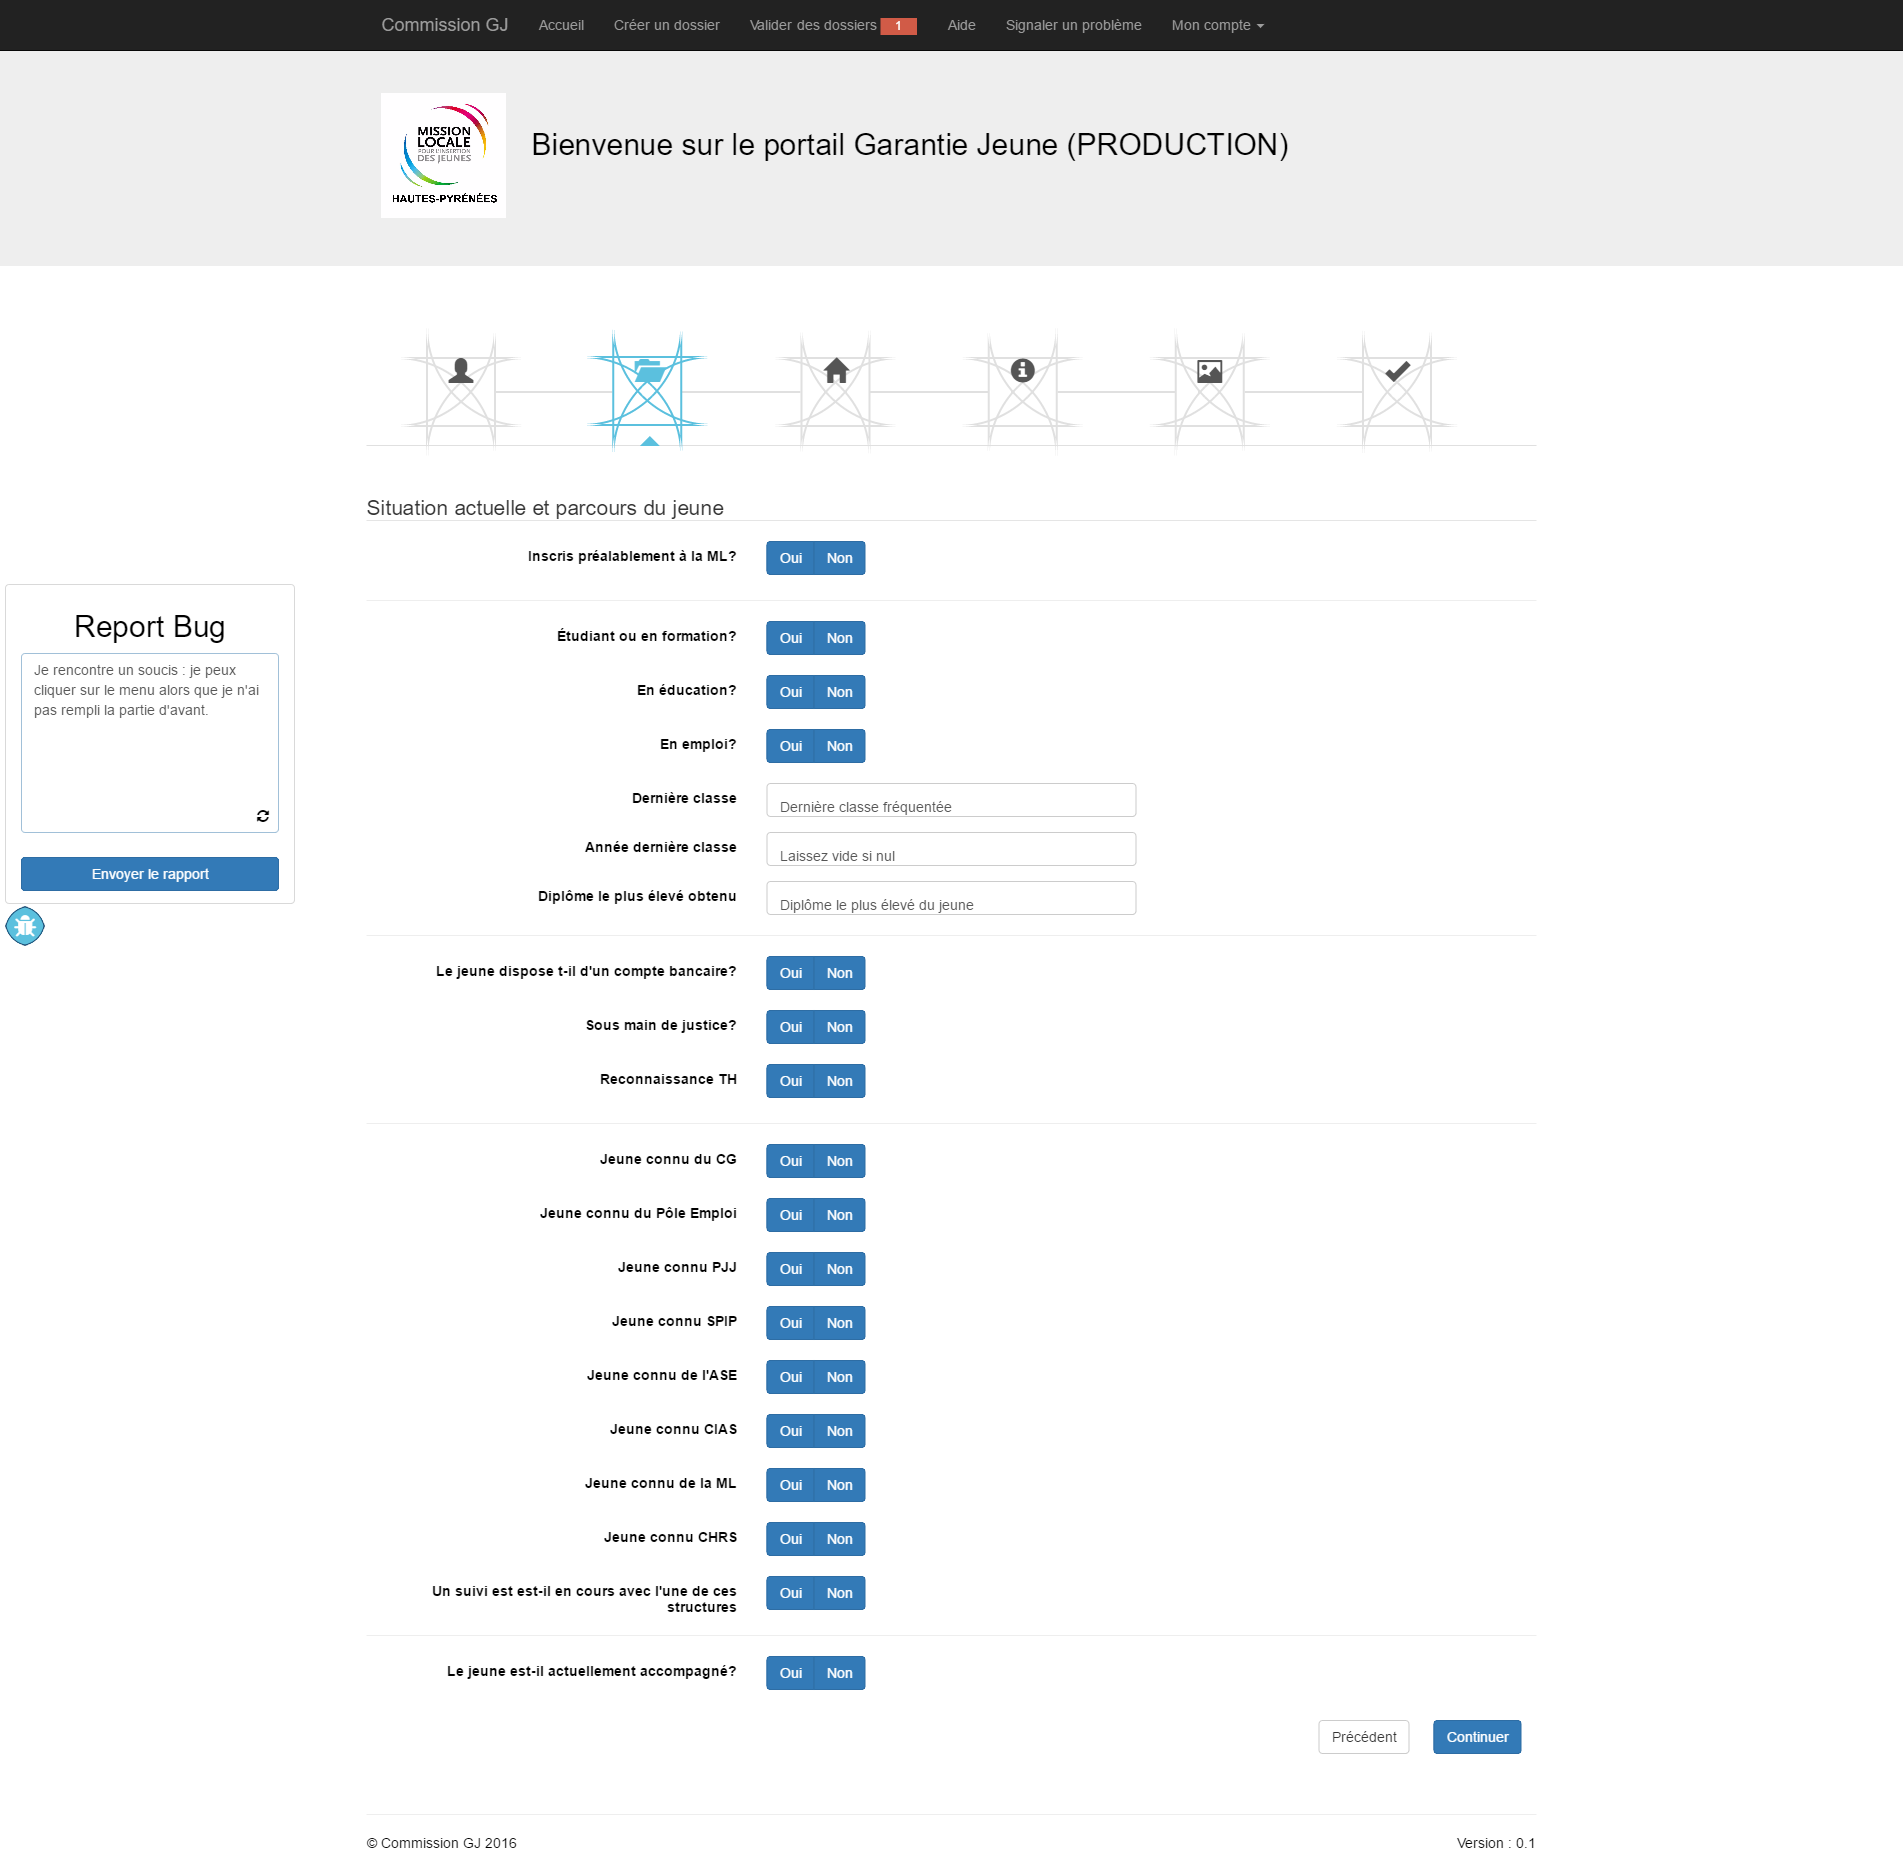 Commission GJ Accueil Créer un dossier Valider des dossiers 1 Aide Signaler un problème Mon compte
MISSION
LOCALE
POUR L'INSERTION
DES JEUNES
HAUTES-PYRÉNÉES
Bienvenue sur le portail Garantie Jeune (PRODUCTION)
Situation actuelle et parcours du jeune
Inscris préalablement à la ML? Oui Non
Report Bug
Je rencontre un soucis : je peux
cliquer sur le menu alors que je n'ai
pas rempli la partie d'avant.
Envoyer le rapport
Étudiant ou en formation? Oui Non
En éducation? Oui Non
En emploi? Oui Non
Dernière classe Dernière classe fréquentée
Année dernière classe Laissez vide si nul
Diplôme le plus élevé obtenu Diplôme le plus élevé du jeune
Le jeune dispose t-il d'un compte bancaire? Oui Non
Sous main de justice? Oui Non
Reconnaissance TH Oui Non
Jeune connu du CG Oui Non
Jeune connu du Pôle Emploi Oui Non
Jeune connu PJJ Oui Non
Jeune connu SPIP Oui Non
Jeune connu de l'ASE Oui Non
Jeune connu CIAS Oui Non
Jeune connu de la ML Oui Non
Jeune connu CHRS Oui Non
Un suivi est est-il en cours avec l'une de ces
structures Oui Non
Le jeune est-il actuellement accompagné? Oui Non
Précédent Continuer
© Commission GJ 2016 Version : 0.1